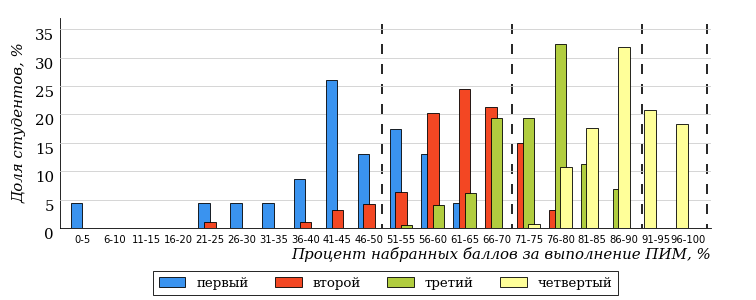 Доля студентов, %
35
30
25
20
15
10
5
0
0-5 6-10 11-15 16-20 21-25 26-30 31-35 36-40 41-45 46-50 51-55 56-60 61-65 66-70 71-75 76-80 81-85 86-90 91-95 96-100
Процент набранных баллов за выполнение ПИМ, %
первый второй третий четвертый